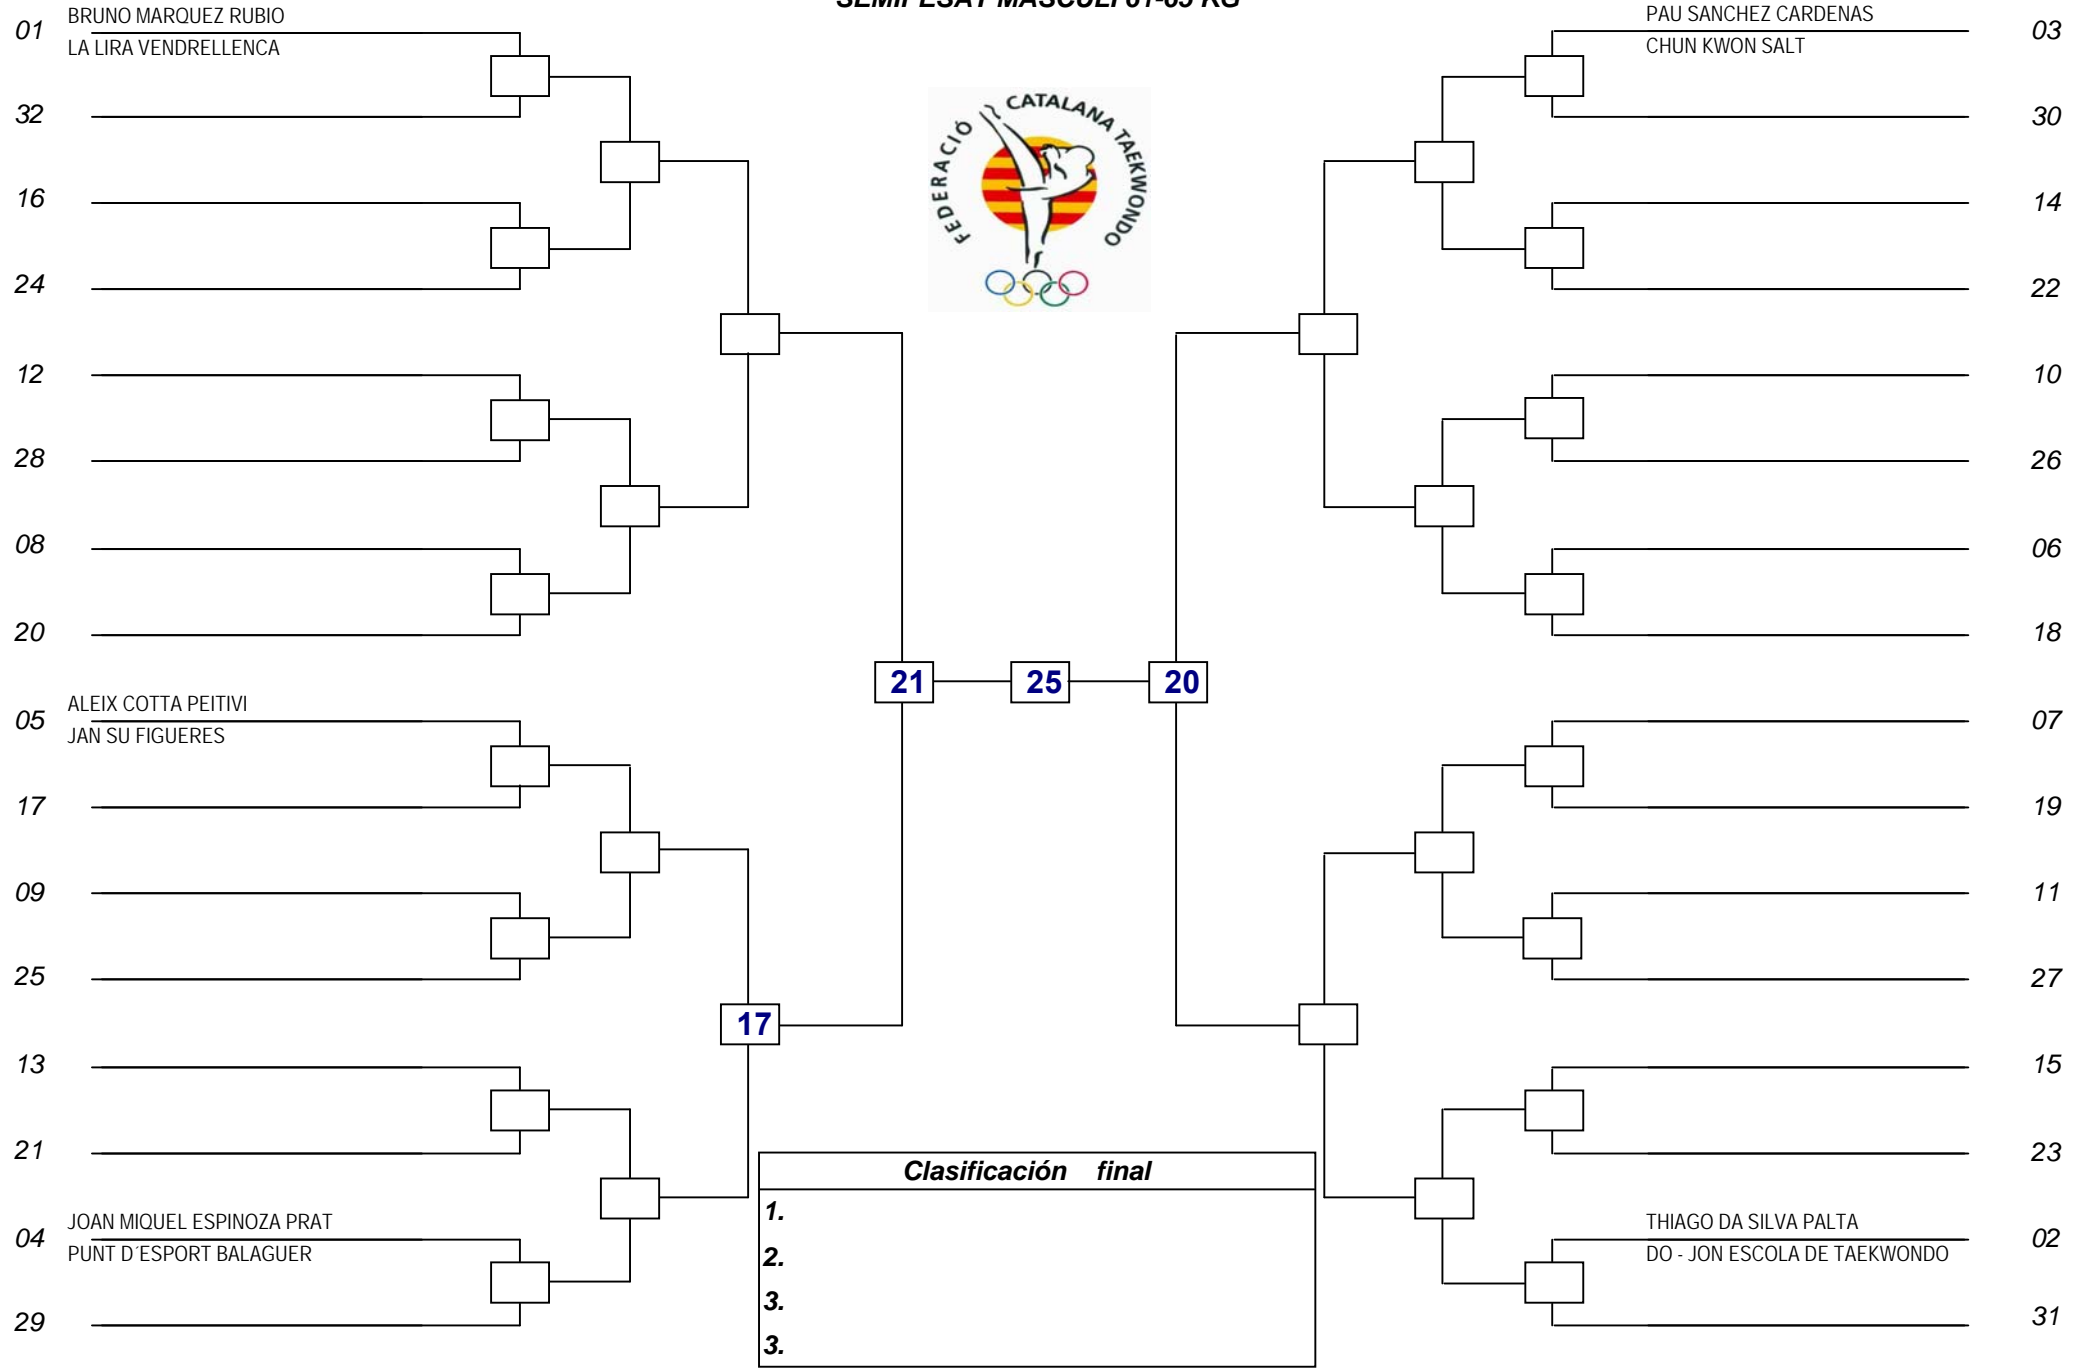 01 BRUNO MARQUEZ RUBIO
LA LIRA VENDRELLENCA
32
16
24
12
28
08
20
05 ALEIX COTTA PEITIVI
JAN SU FIGUERES
17
09
25
13
21
04 JOAN MIQUEL ESPINOZA PRAT
PUNT D´ESPORT BALAGUER
29
FEDERACIÓ CATALANA TAEKWONDO
21 25 20
17
Clasificación final
1.
2.
3.
3.
PAU SANCHEZ CARDENAS 03
CHUN KWON SALT
30
14
22
10
26
06
18
07
19
11
27
15
23
THIAGO DA SILVA PALTA 02
DO - JON ESCOLA DE TAEKWONDO
31